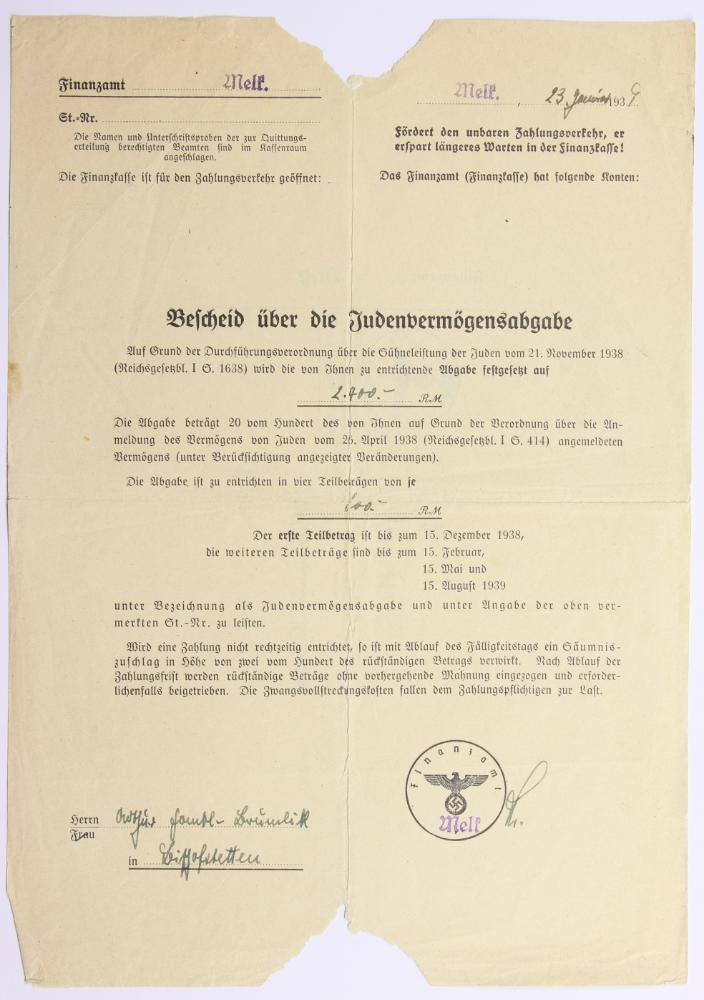 Finanzamt Melk.
Melk. , 23. Januar 1939
St.-Nr.
Die Namen und Unterschriftsproben der zur Quittungs-
erteilung berechtigten Beamten sind im Kassenraum
angeschlagen.
Die Finanzkasse ist für den Zahlungsverkehr geöffnet:
Fördert den unbaren Zahlungsverkehr, er
erspart längeres Warten in der Finanzkasse!
Das Finanzamt (Finanzkasse) hat folgende Konten:
Bescheid über die Judenvermögensabgabe
Auf Grund der Durchführungsverordnung über die Sühneleistung der Juden vom 21. November 1938
(Reichsgesetzbl. I S. 1638) wird die von Ihnen zu entrichtende Abgabe festgesetzt auf
2.400.- RM
Die Abgabe beträgt 20 vom Hundert des von Ihnen auf Grund der Verordnung über die An-
meldung des Vermögens von Juden vom 26. April 1938 (Reichsgesetzbl. I S. 414) angemeldeten
Vermögens (unter Berücksichtigung angezeigter Veränderungen).
Die Abgabe ist zu entrichten in vier Teilbeträgen von je
600.- RM
Der erste Teilbetrag ist bis zum 15. Dezember 1938,
die weiteren Teilbeträge sind bis zum 15. Februar,
15. Mai und
15. August 1939
unter Bezeichnung als Judenvermögensabgabe und unter Angabe der oben ver-
merkten St.-Nr. zu leisten.
Wird eine Zahlung nicht rechtzeitig entrichtet, so ist mit Ablauf des Fälligkeitstags ein Säumnis-
zuschlag in Höhe von zwei vom Hundert des rückständigen Betrags verwirkt. Nach Ablauf der
Zahlungsfrist werden rückständige Beträge ohne vorhergehende Mahnung eingezogen und erforder-
lichenfalls beigetrieben. Die Zwangsvollstreckungskosten fallen dem Zahlungspflichtigen zur Last.
Finanzamt
Melk
Herrn Arthur Brumlik
Frau
in Bischofstetten